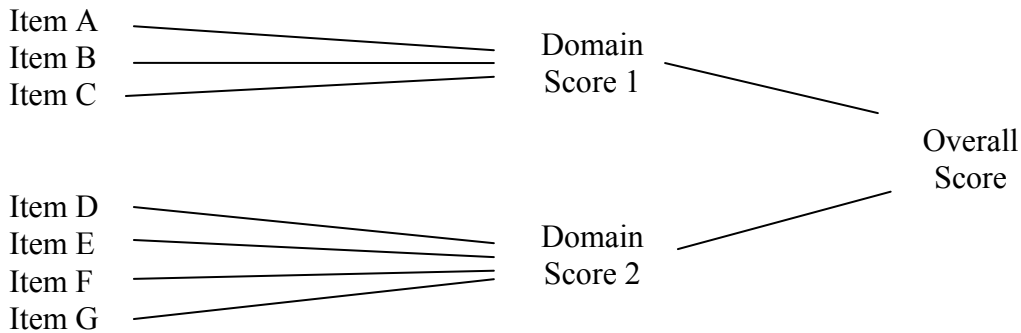 Item A
Item B
Item C
Domain
Score 1
Overall
Score
Item D
Item E
Item F
Item G
Domain
Score 2